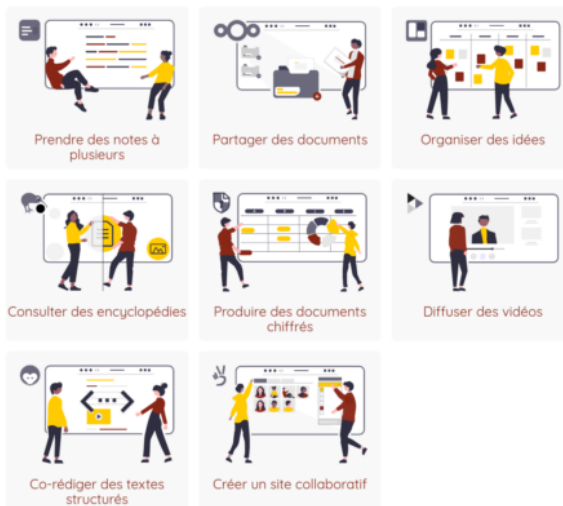 Prendre des notes à
plusieurs
Partager des documents
Organiser des idées
Consulter des encyclopédies
Produire des documents
chiffrés
Diffuser des vidéos
Co-rédiger des textes
structurés
Créer un site collaboratif